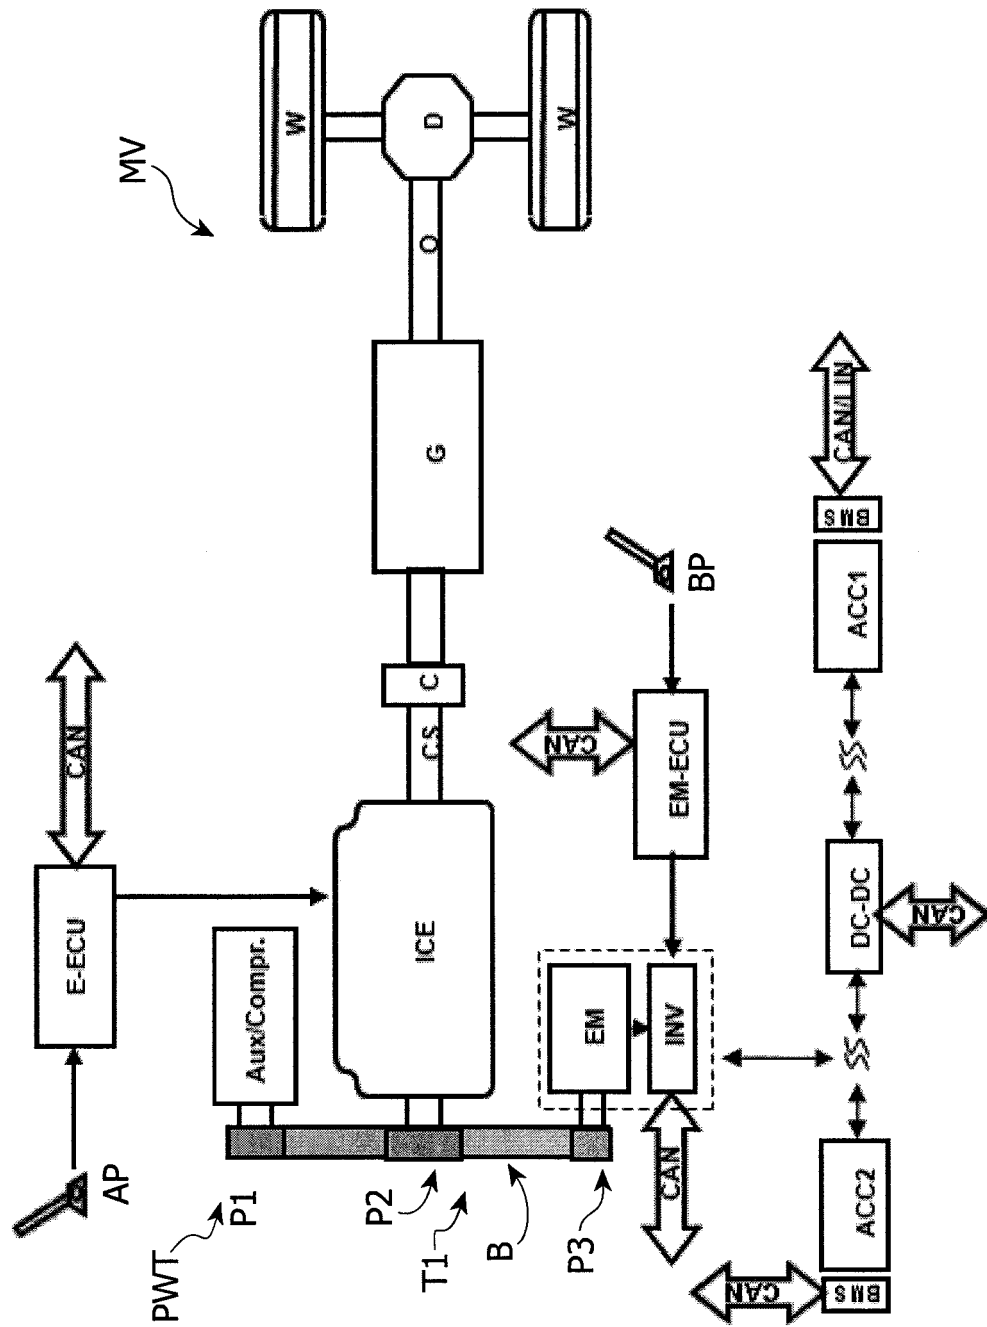 MV
W
D
W
O
G
C
CS
CAN
E-ECU
AP
Aux/Compr.
ICE
PWT
P1
P2
T1
B
P3
EM
INV
CAN
EM-ECU
CAN
BP
BMS
CAN
ACC2
DC-DC
CAN
ACC1
BMS
CAN/LIN